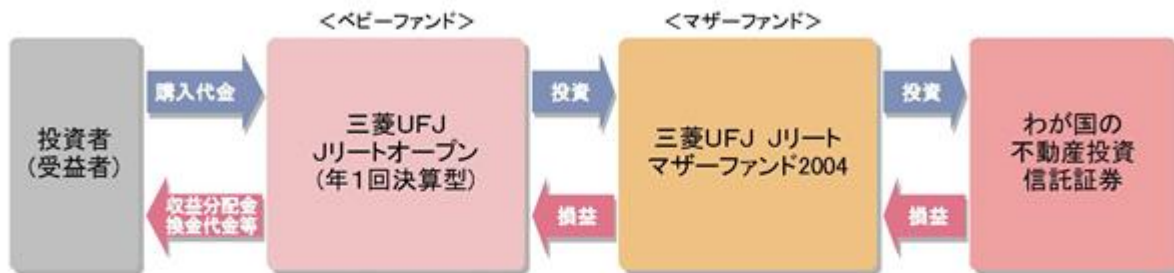 <ベビーファンド>
<マザーファンド>
投資者
(受益者)
購入代金
収益分配金
換金代金等
三菱UFJ
Jリートオープン
(年1回決算型)
投資
損益
三菱UFJ Jリート
マザーファンド2004
投資
損益
わが国の
不動産投資
信託証券